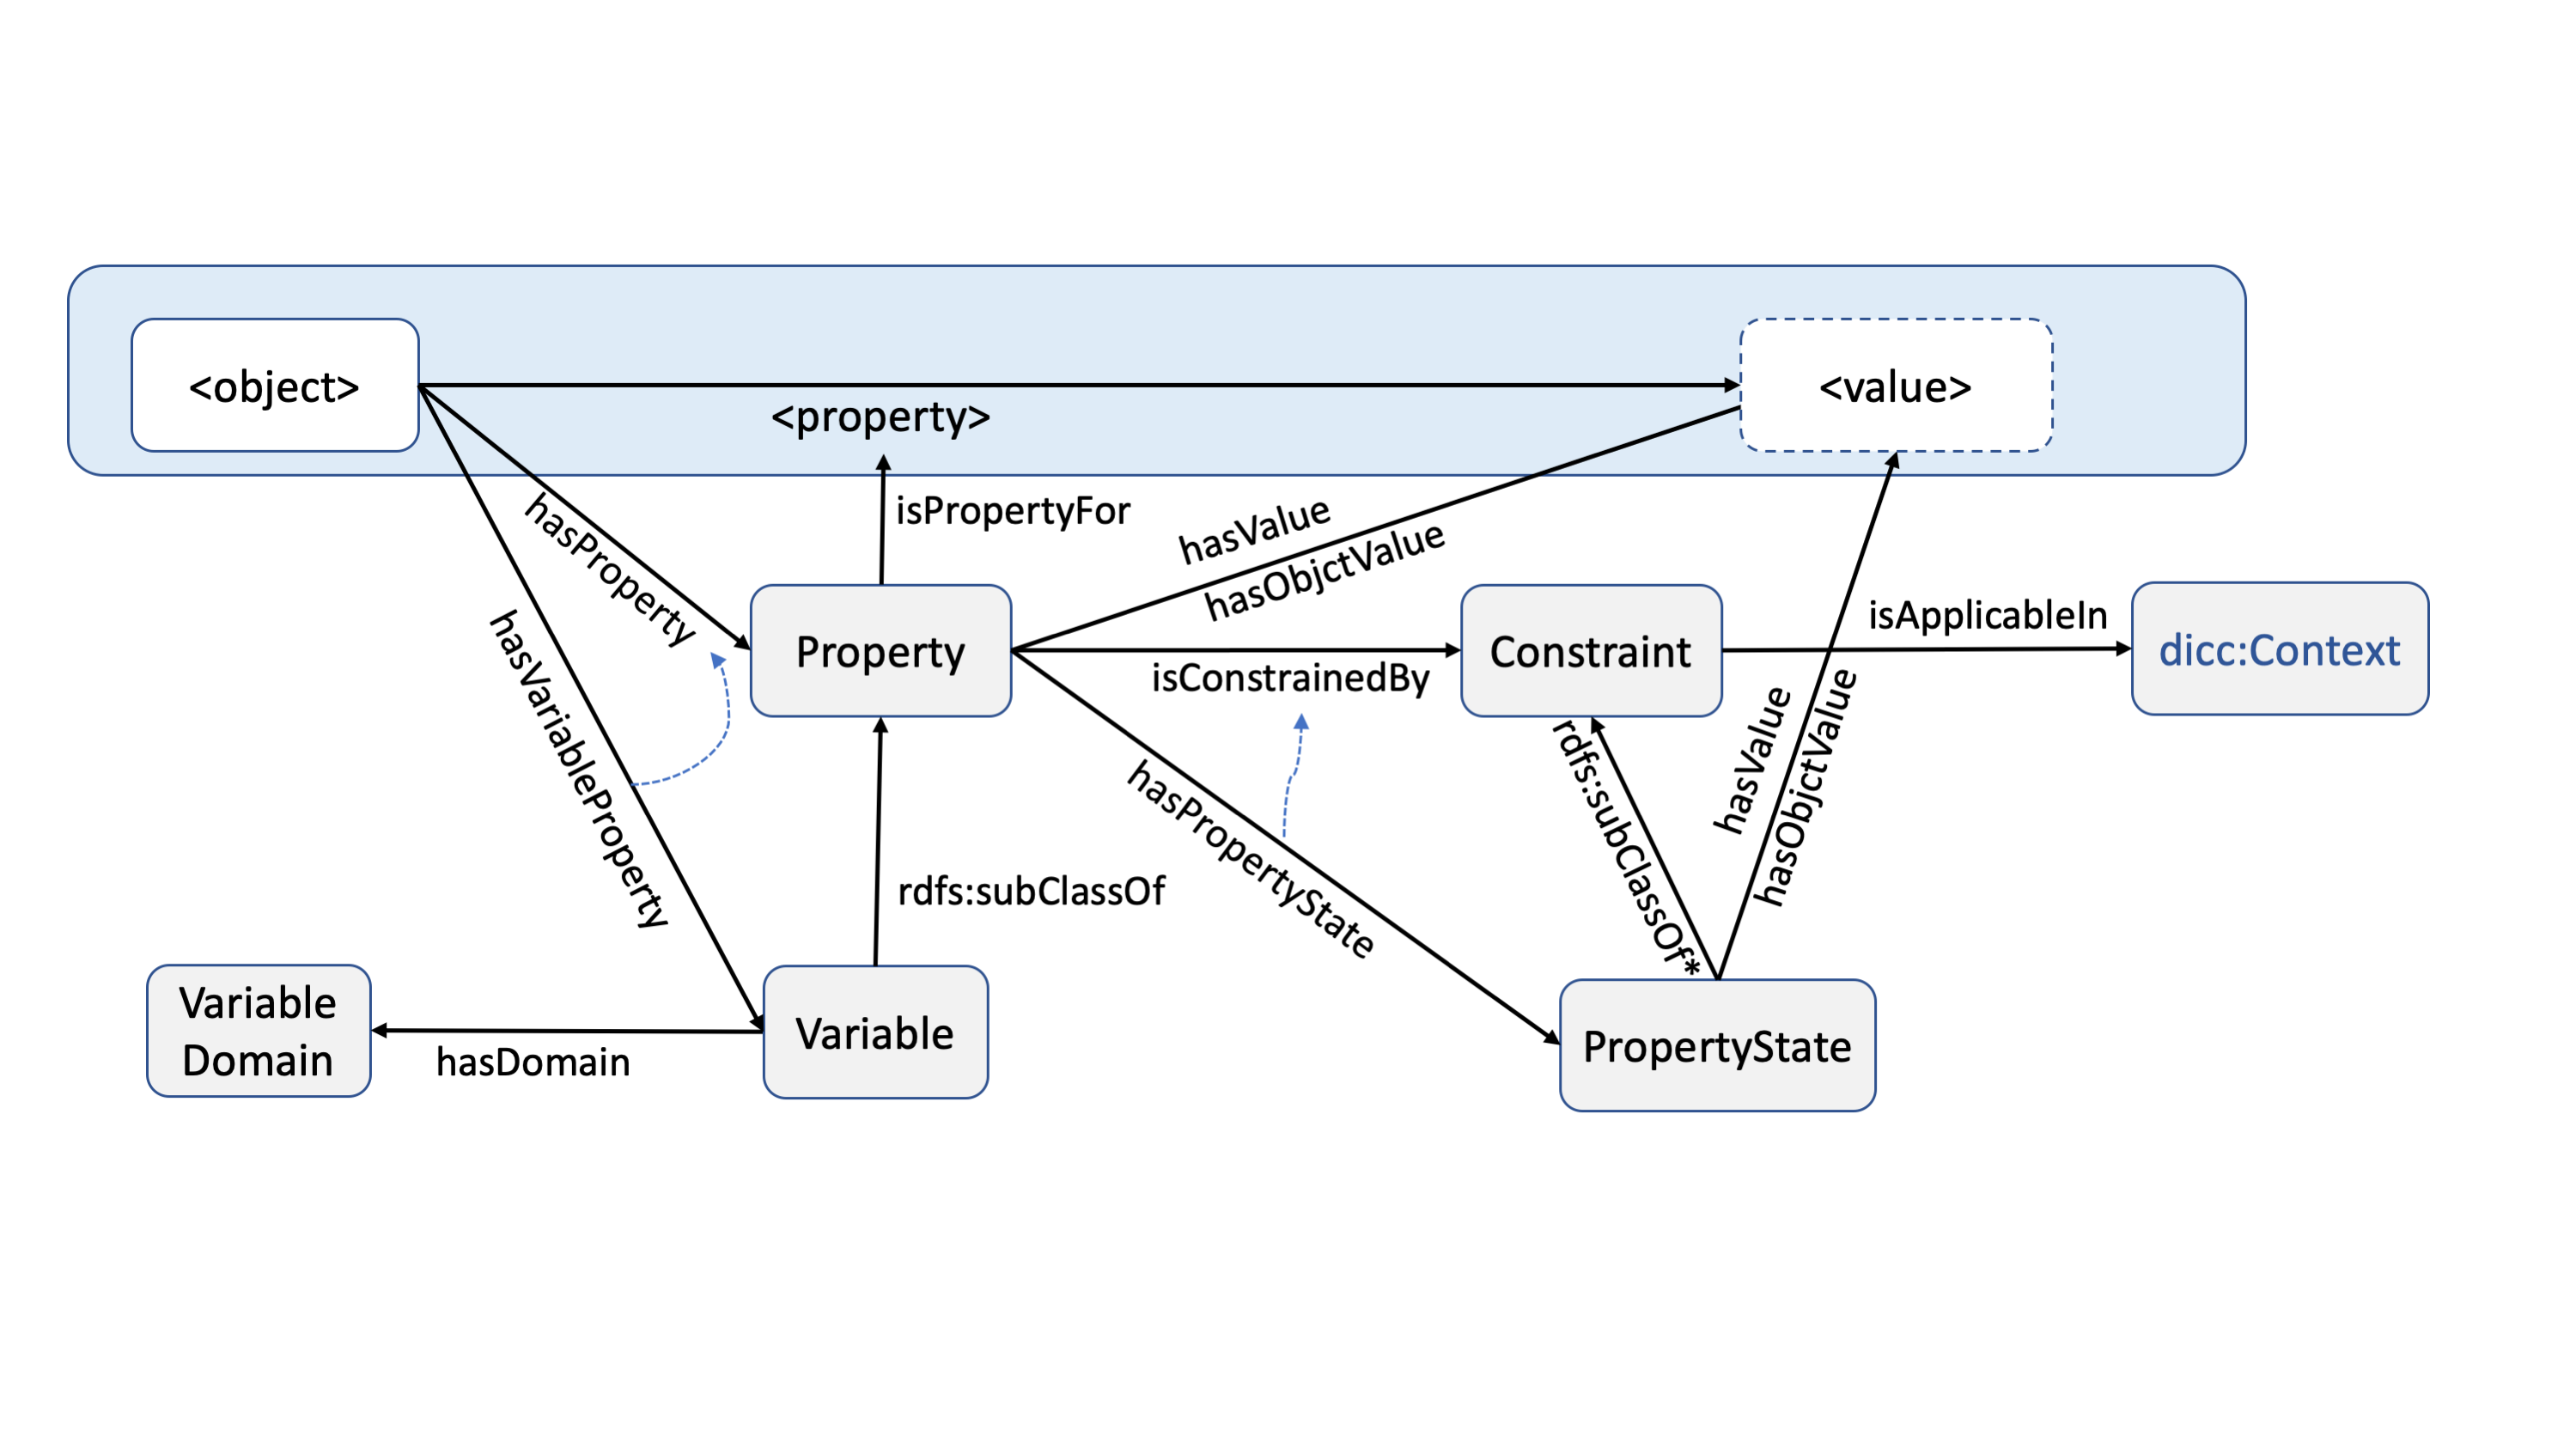 <object>
<value>
<property>
isPropertyFor
hasProperty
hasValue
hasObjctValue
hasVariableProperty
Property
isConstrainedBy
Constraint
isApplicableIn
dicc:Context
hasValue
hasObjctValue
rdfs:subClassOf*
hasPropertyState
rdfs:subClassOf
Variable
Domain
hasDomain
Variable
PropertyState